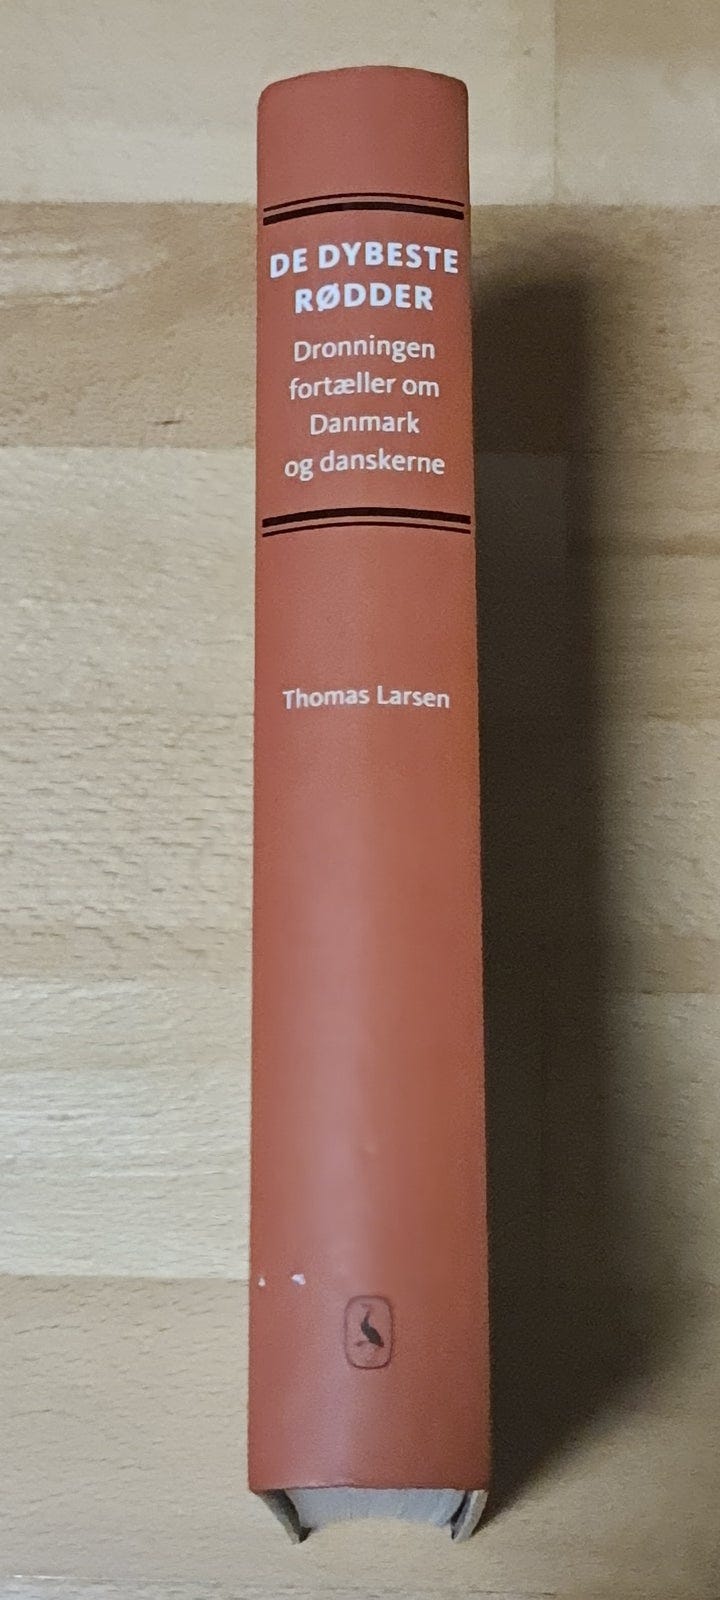 DE DYBESTE
RØDDER
Dronningen
fortæller om
Danmark
og danskerne
Thomas Larsen